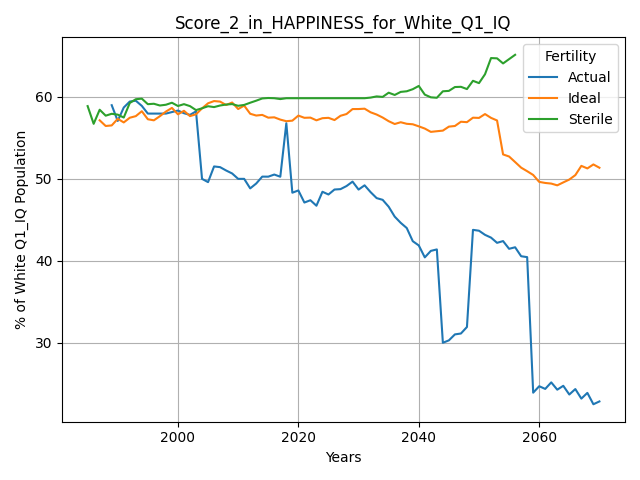 Score_2_in_HAPPINESS_for_White_Q1_IQ
Fertility
Actual
Ideal
Sterile
% of White Q1_IQ Population
60
50
40
30
2000
2020
2040
2060
Years